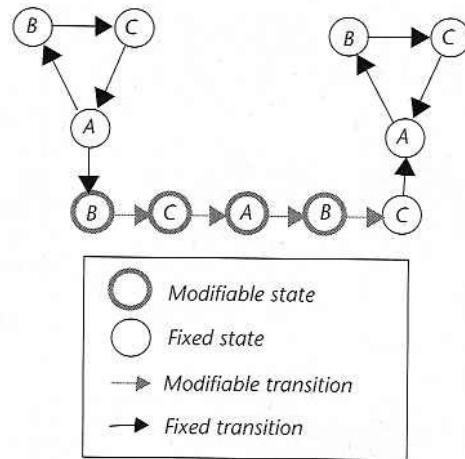 B C B C
A A
B C A B C
Modifiable state
Fixed state
Modifiable transition
Fixed transition